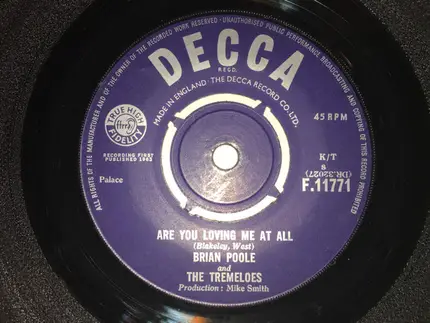 ALL RIGHTS OF THE MANUFACTURER AND OF THE OWNER OF THE RECORDED WORK RESERVED · UNAUTHORISED PUBLIC PERFORMANCE BROADCASTING AND COPYING OF THIS RECORD PROHIBITED
DECCA
REGD.
MADE IN ENGLAND · THE DECCA RECORD CO. LTD.
TRUE HIGH
ffrr
FIDELITY
45 RPM
RECORDING FIRST
PUBLISHED 1963
K/T
S
(DR.32027)
Palace
F.11771
ARE YOU LOVING ME AT ALL
(Blakeley, West)
BRIAN POOLE
and
THE TREMELOES
Production : Mike Smith